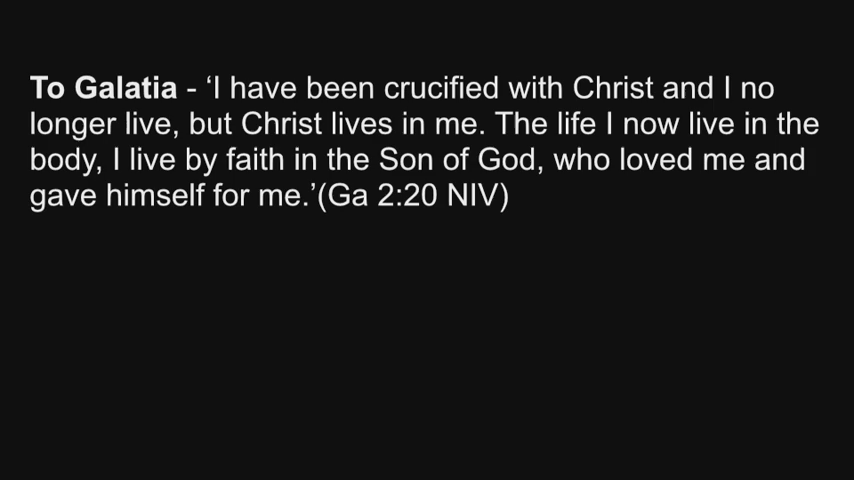 To Galatia - ‘I have been crucified with Christ and I no
longer live, but Christ lives in me. The life I now live in the
body, I live by faith in the Son of God, who loved me and
gave himself for me.’(Ga 2:20 NIV)